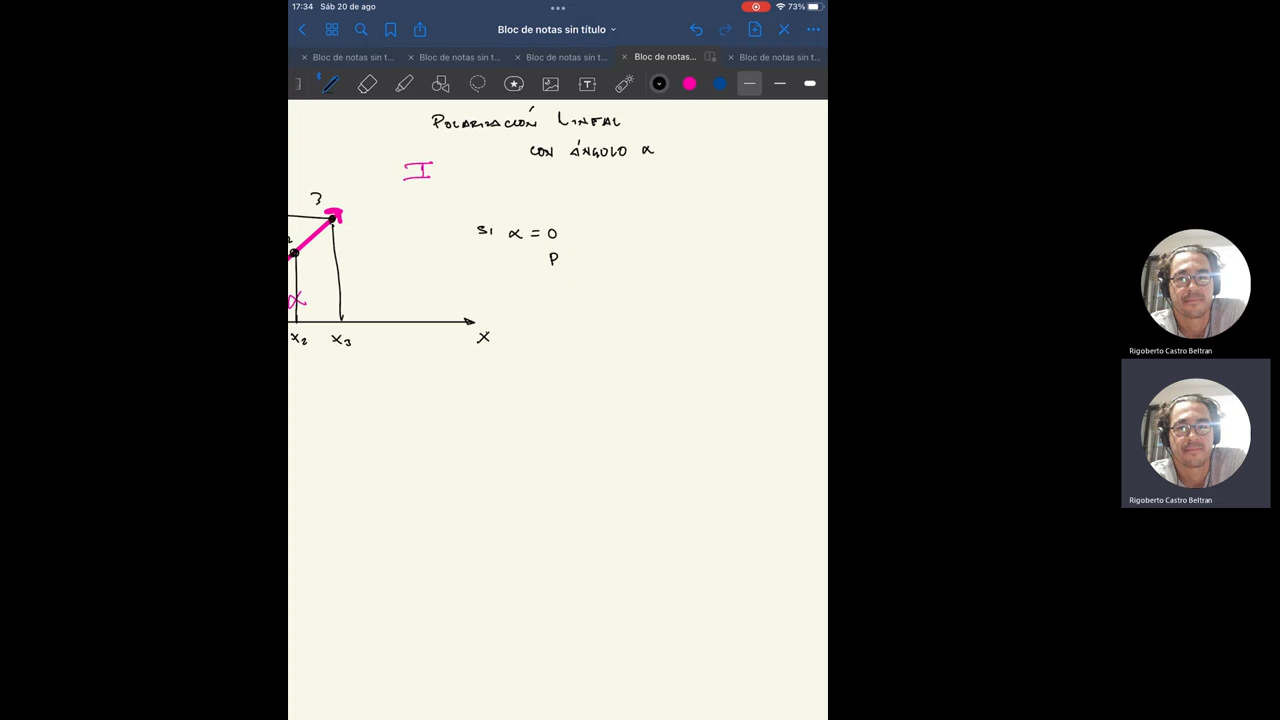 17:34 Sáb 20 de ago
73%
Bloc de notas sin título
Bloc de notas sin t...
Bloc de notas sin t...
Bloc de notas sin t...
Bloc de notas...
Bloc de notas sin t...
POLARIZACIÓN LINEAL
CON ÁNGULO α
I
3
SI α = 0
P
2
α
x₂ x₃ X
Rigoberto Castro Beltran
Rigoberto Castro Beltran